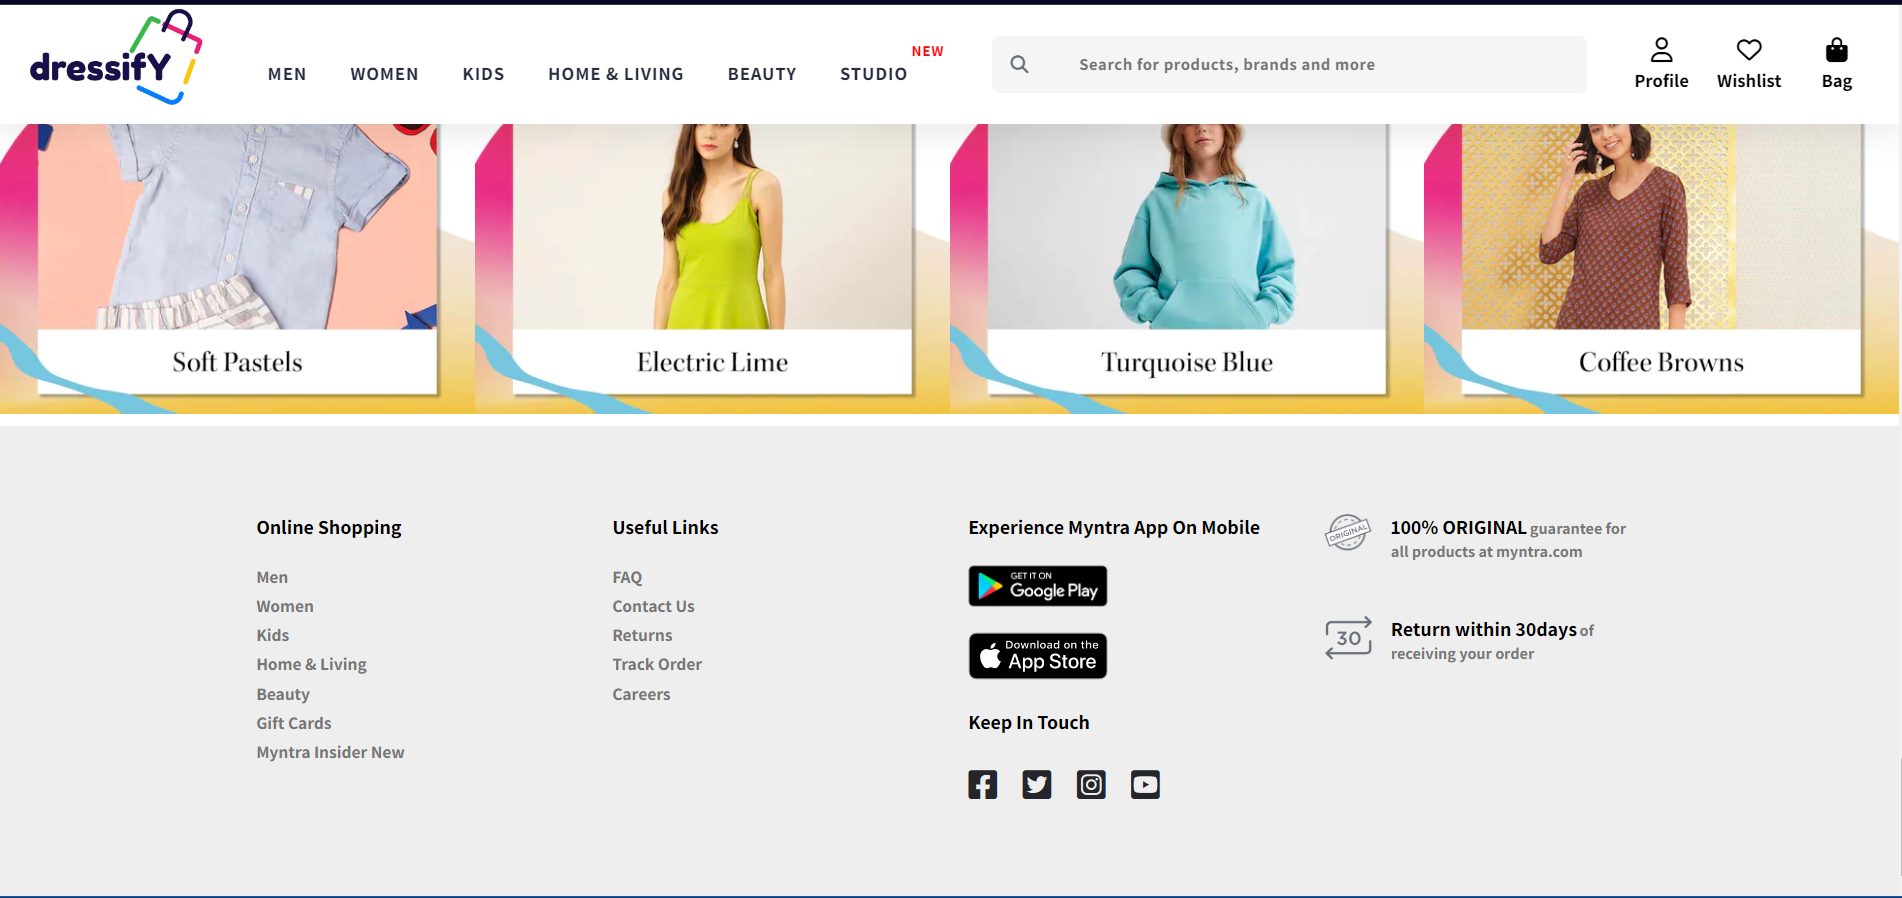 dressifY
MEN WOMEN KIDS HOME & LIVING BEAUTY STUDIO NEW
Search for products, brands and more
Profile Wishlist Bag
Soft Pastels
Electric Lime
Turquoise Blue
Coffee Browns
Online Shopping
Men
Women
Kids
Home & Living
Beauty
Gift Cards
Myntra Insider New
Useful Links
FAQ
Contact Us
Returns
Track Order
Careers
Experience Myntra App On Mobile
GET IT ON
Google Play
Download on the
App Store
Keep In Touch
ORIGINAL
100% ORIGINAL guarantee for
all products at myntra.com
30
Return within 30days of
receiving your order